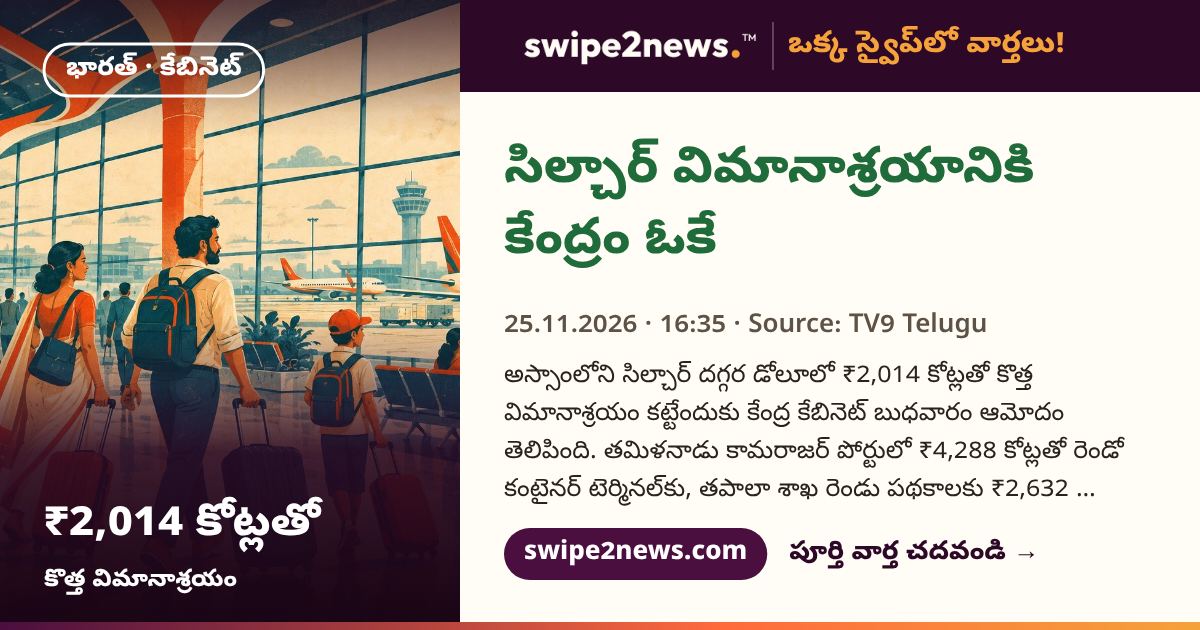 భారత్ · కేబినెట్
₹2,014 కోట్లతో
కొత్త విమానాశ్రయం
swipe2news.™ ఒక్క స్వైప్‌లో వార్తలు!
సిల్చార్ విమానాశ్రయానికి
కేంద్రం ఓకే
25.11.2026 · 16:35 · Source: TV9 Telugu
అస్సాంలోని సిల్చార్ దగ్గర డోలూలో ₹2,014 కోట్లతో కొత్త
విమానాశ్రయం కట్టేందుకు కేంద్ర కేబినెట్ బుధవారం ఆమోదం
తెలిపింది. తమిళనాడు కామరాజర్ పోర్టులో ₹4,288 కోట్లతో రెండో
కంటైనర్ టెర్మినల్‌కు, తపాలా శాఖ రెండు పథకాలకు ₹2,632 ...
swipe2news.com పూర్తి వార్త చదవండి →